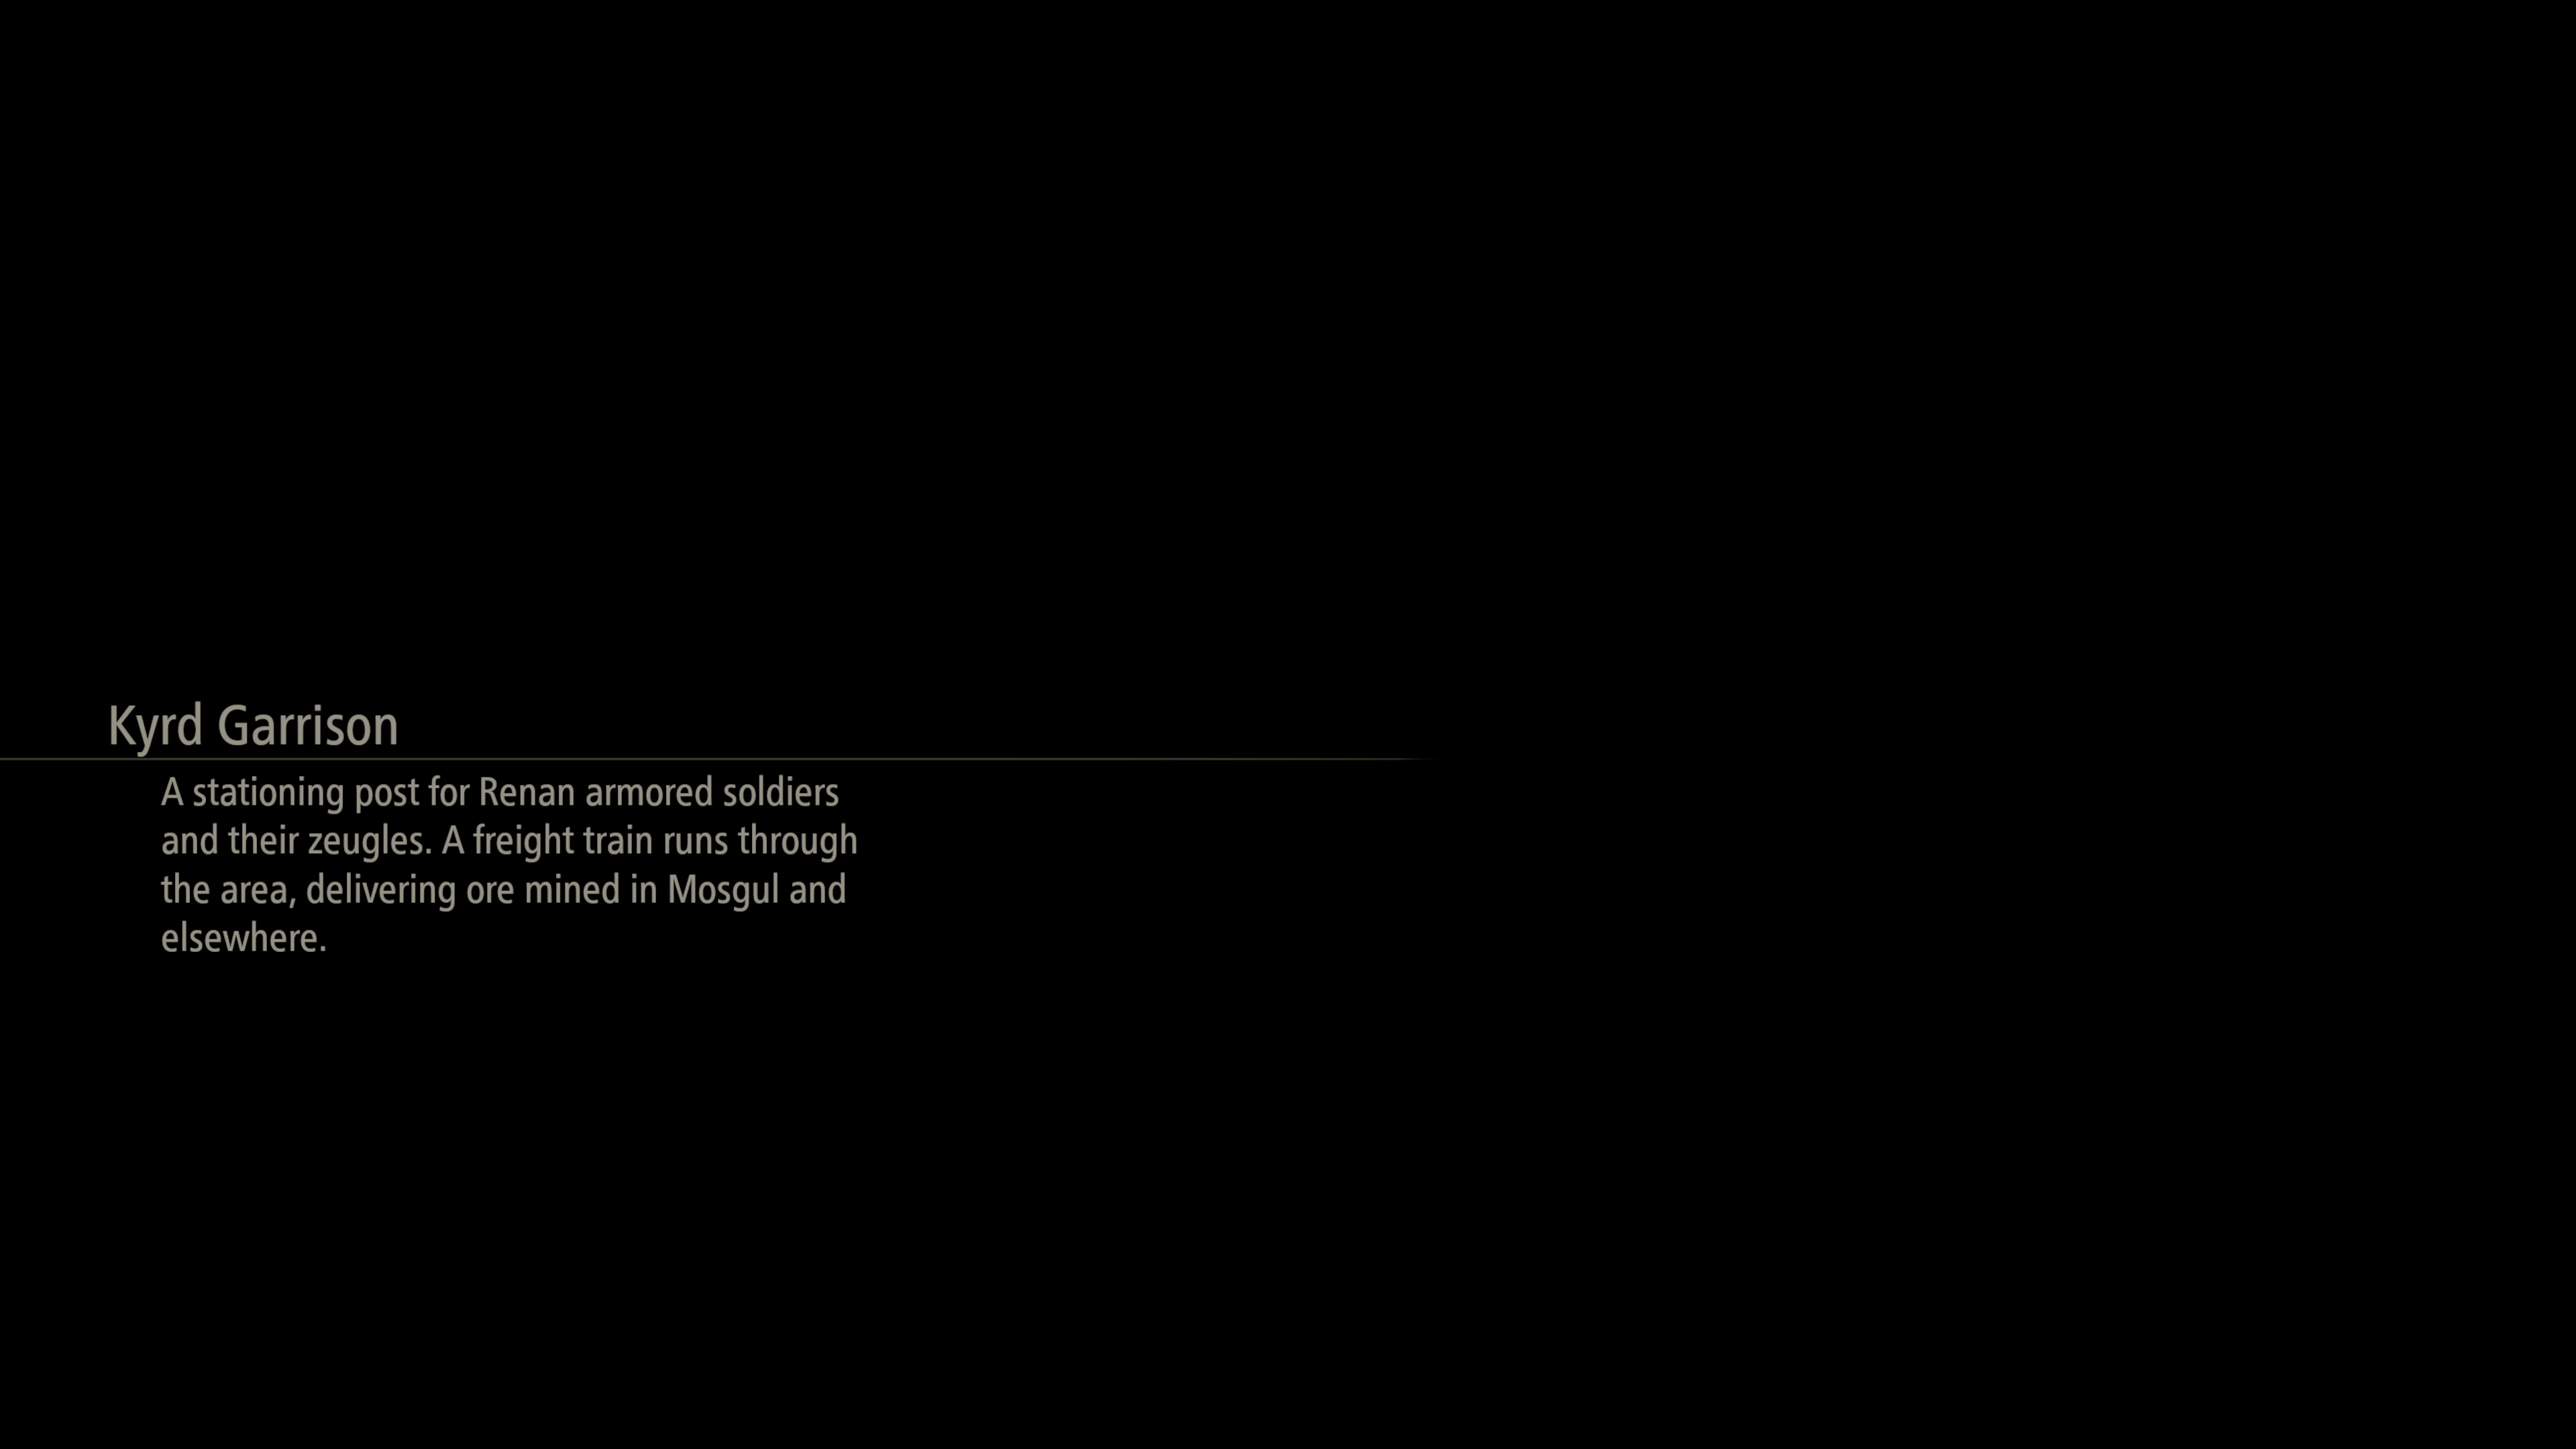 Kyrd Garrison
A stationing post for Renan armored soldiers
and their zeugles. A freight train runs through
the area, delivering ore mined in Mosgul and
elsewhere.